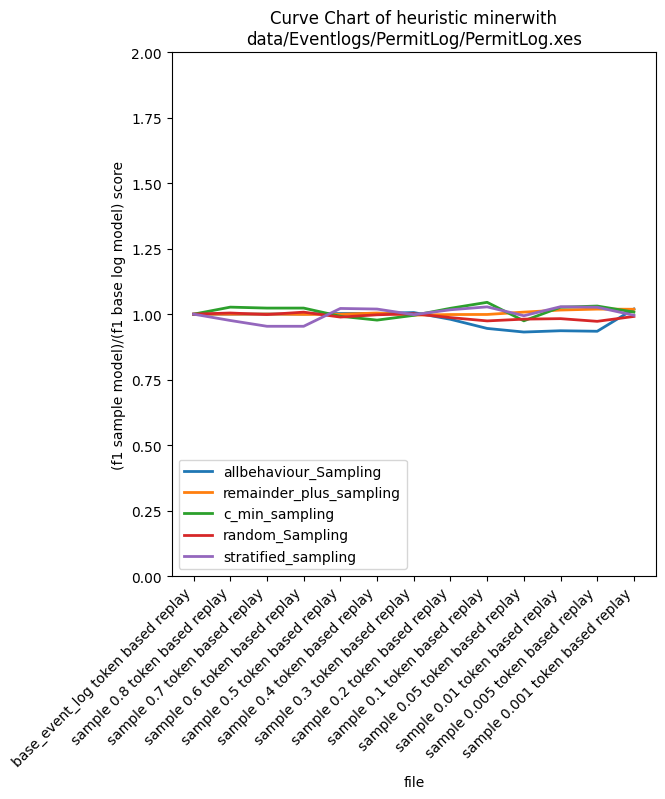 Curve Chart of heuristic minerwith
data/Eventlogs/PermitLog/PermitLog.xes
(f1 sample model)/(f1 base log model) score
2.00
1.75
1.50
1.25
1.00
0.75
0.50
0.25
0.00
allbehaviour_Sampling
remainder_plus_sampling
c_min_sampling
random_Sampling
stratified_sampling
base_event_log token based replay
sample 0.8 token based replay
sample 0.7 token based replay
sample 0.6 token based replay
sample 0.5 token based replay
sample 0.4 token based replay
sample 0.3 token based replay
sample 0.2 token based replay
sample 0.1 token based replay
sample 0.05 token based replay
sample 0.01 token based replay
sample 0.005 token based replay
sample 0.001 token based replay
file